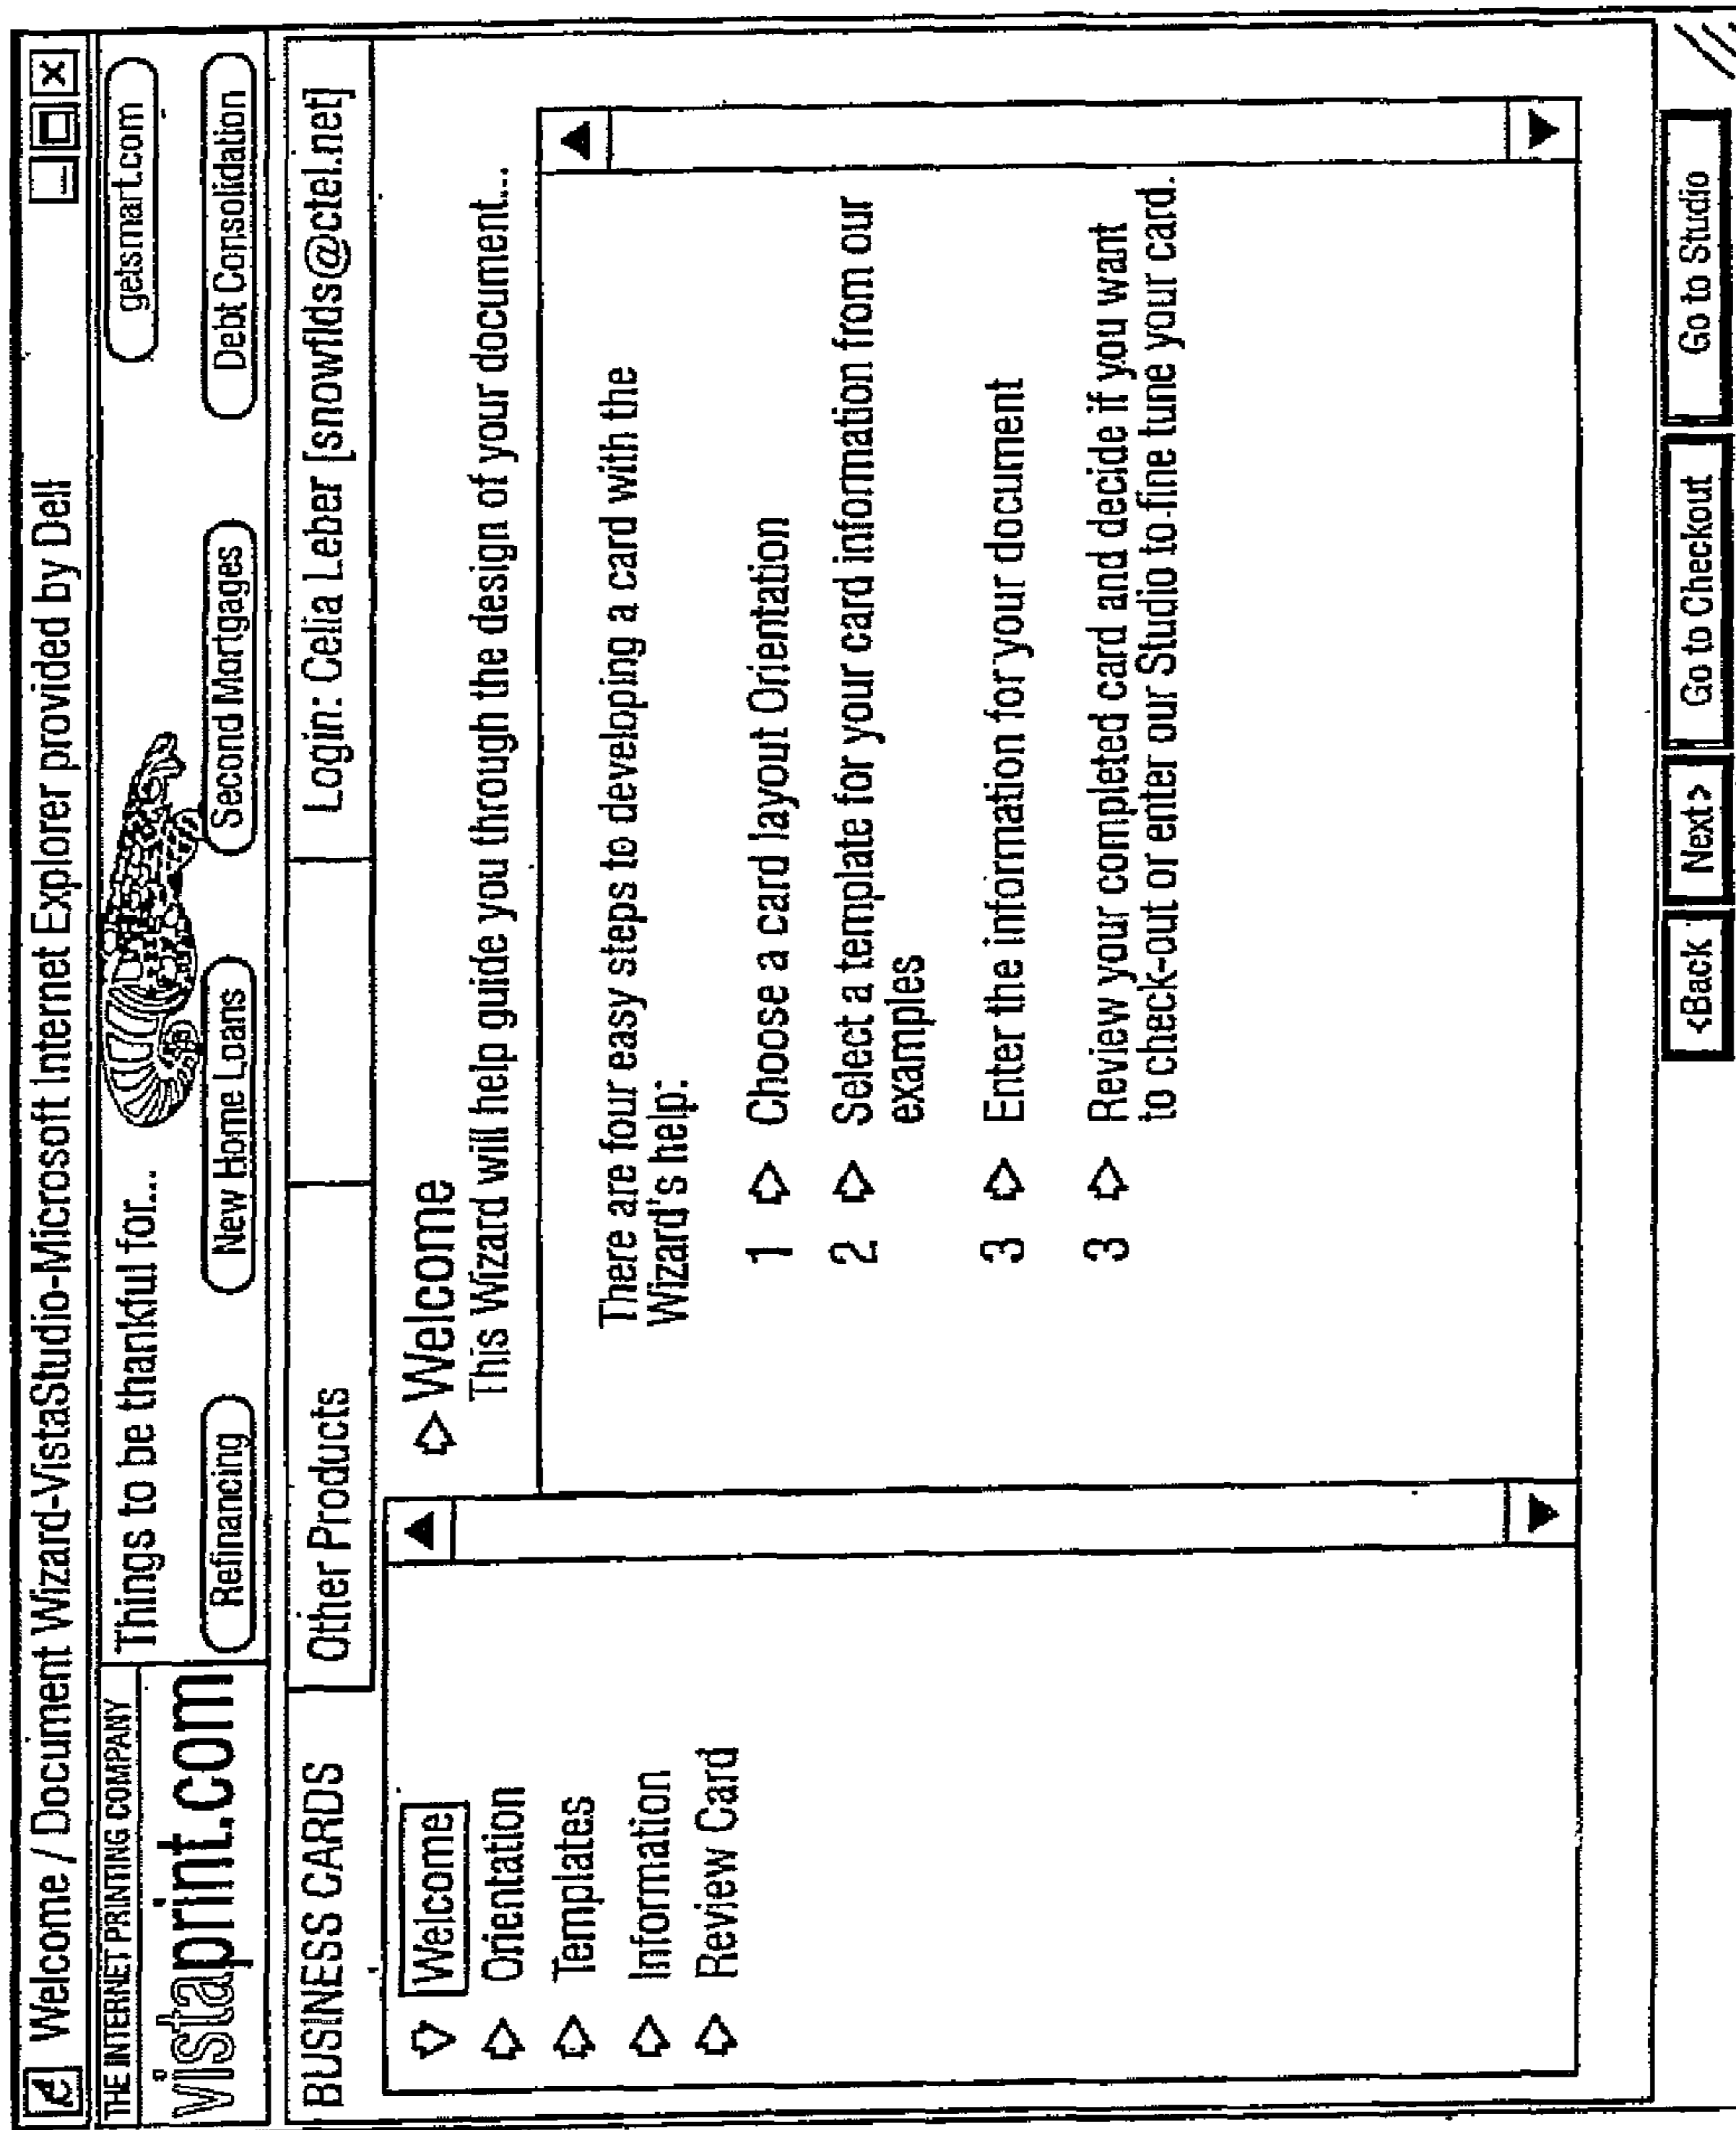 Welcome / Document Wizard-VistaStudio-Microsoft Internet Explorer provided by Dell
THE INTERNET PRINTING COMPANY
vistaprint.com
Things to be thankful for...
getsmart.com
Refinancing
New Home Loans
Second Mortgages
Debt Consolidation
BUSINESS CARDS
Other Products
Login: Celia Leber [snowflds@ctel.net]
Welcome
Orientation
Templates
Information
Review Card
Welcome
This Wizard will help guide you through the design of your document...
There are four easy steps to developing a card with the
Wizard's help:
1 Choose a card layout Orientation
2 Select a template for your card information from our
examples
3 Enter the information for your document
3 Review your completed card and decide if you want
to check-out or enter our Studio to fine tune your card.
<Back
Next>
Go to Checkout
Go to Studio